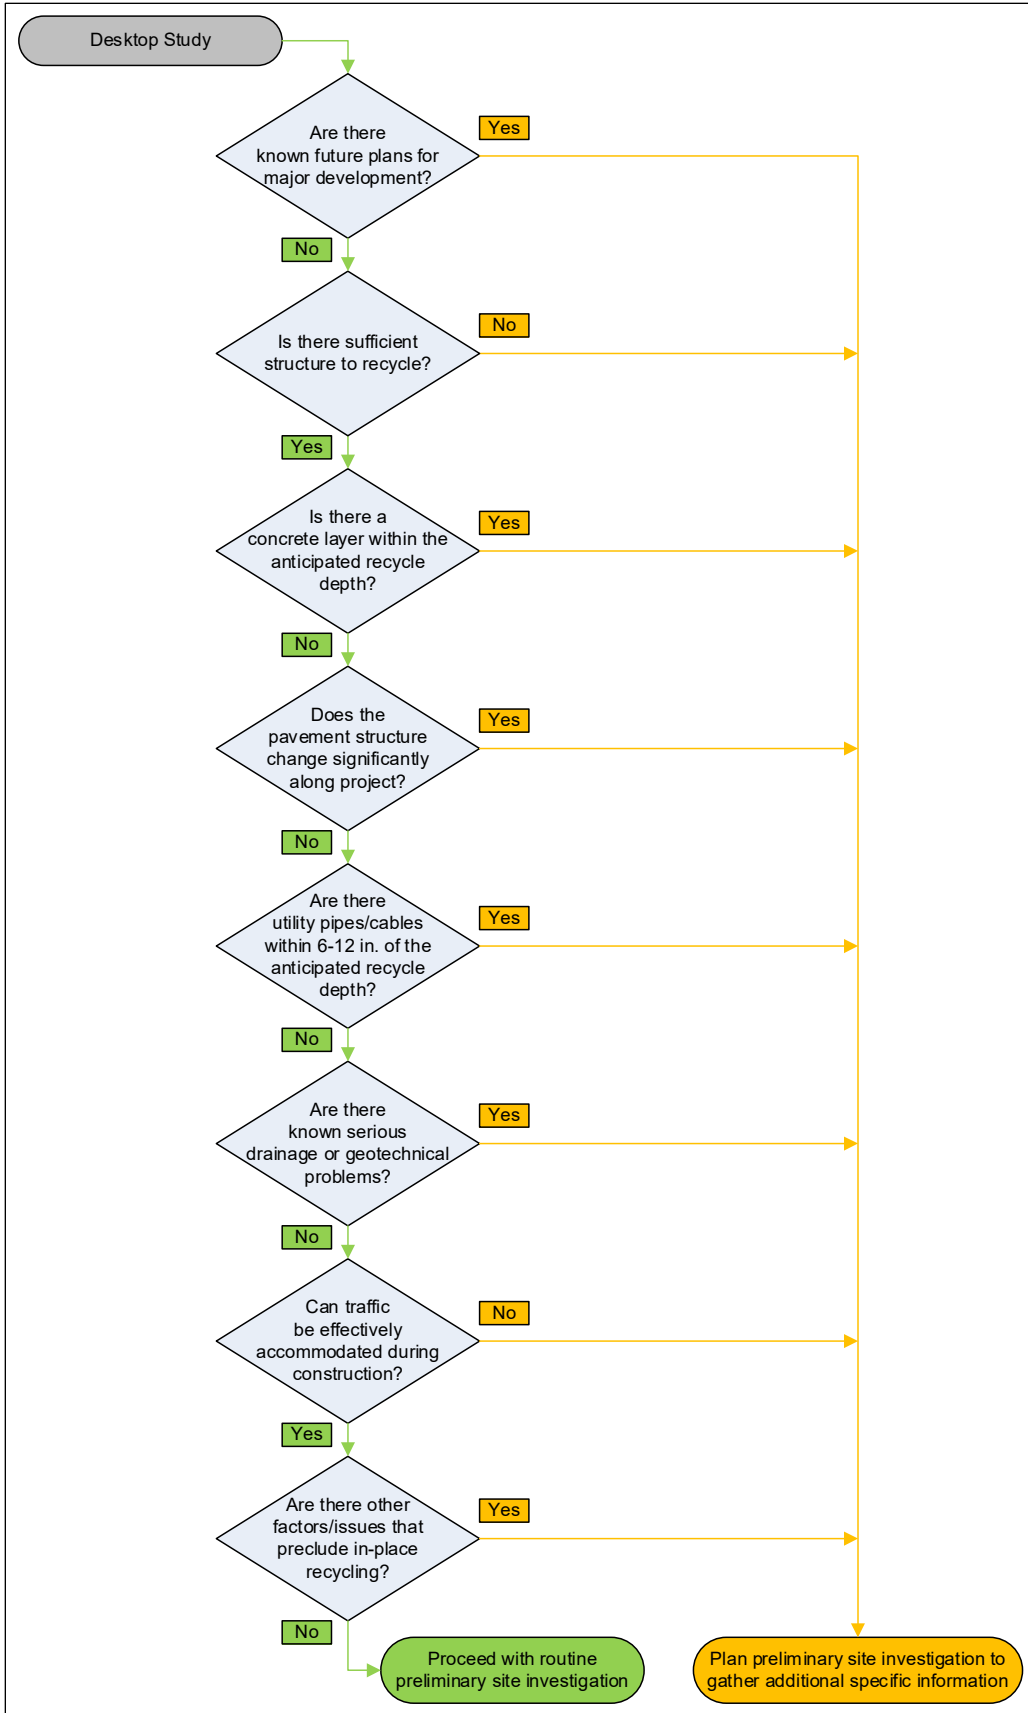 Desktop Study
Are there
known future plans for
major development?
Yes
No
Is there sufficient
structure to recycle?
No
Yes
Is there a
concrete layer within the
anticipated recycle
depth?
Yes
No
Does the
pavement structure
change significantly
along project?
Yes
No
Are there
utility pipes/cables
within 6-12 in. of the
anticipated recycle
depth?
Yes
No
Are there
known serious
drainage or geotechnical
problems?
Yes
No
Can traffic
be effectively
accommodated during
construction?
No
Yes
Are there other
factors/issues that
preclude in-place
recycling?
Yes
No
Proceed with routine
preliminary site investigation
Plan preliminary site investigation to
gather additional specific information